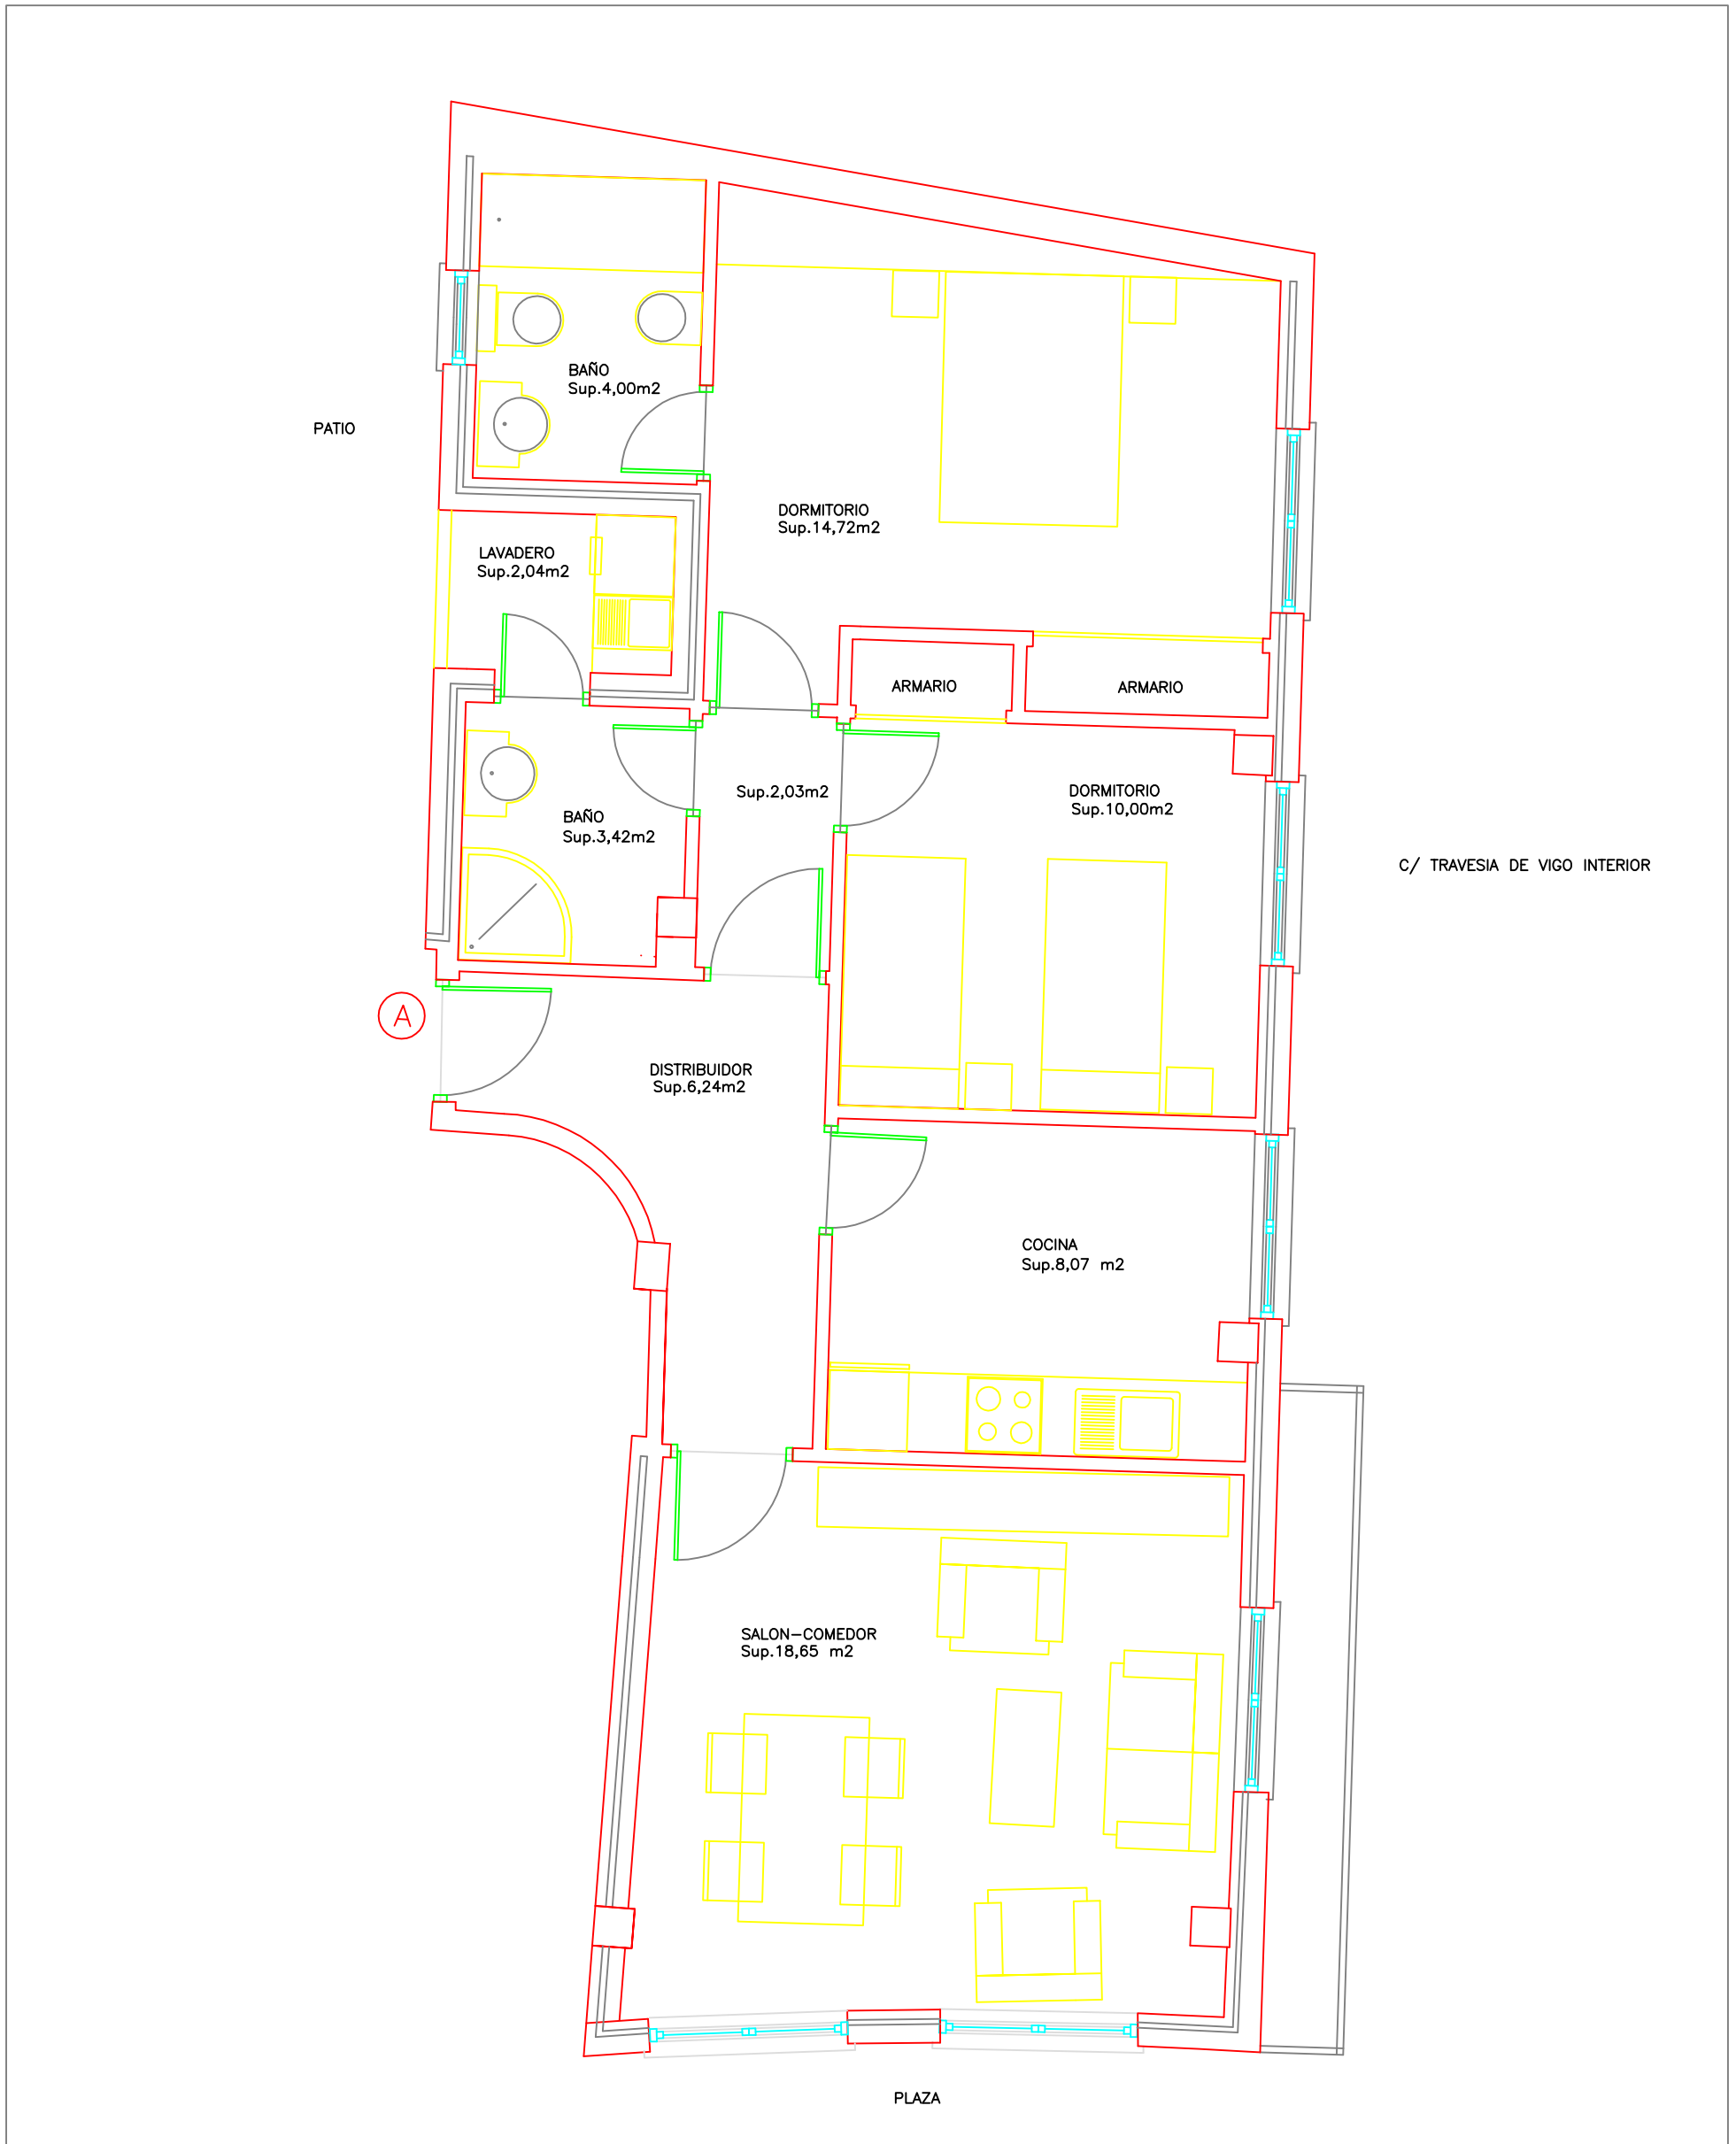 BAÑO
Sup.4,00m2
PATIO
DORMITORIO
Sup.14,72m2
LAVADERO
Sup.2,04m2
ARMARIO
ARMARIO
Sup.2,03m2
DORMITORIO
Sup.10,00m2
BAÑO
Sup.3,42m2
C/ TRAVESIA DE VIGO INTERIOR
A
DISTRIBUIDOR
Sup.6,24m2
COCINA
Sup.8,07 m2
SALON-COMEDOR
Sup.18,65 m2
PLAZA